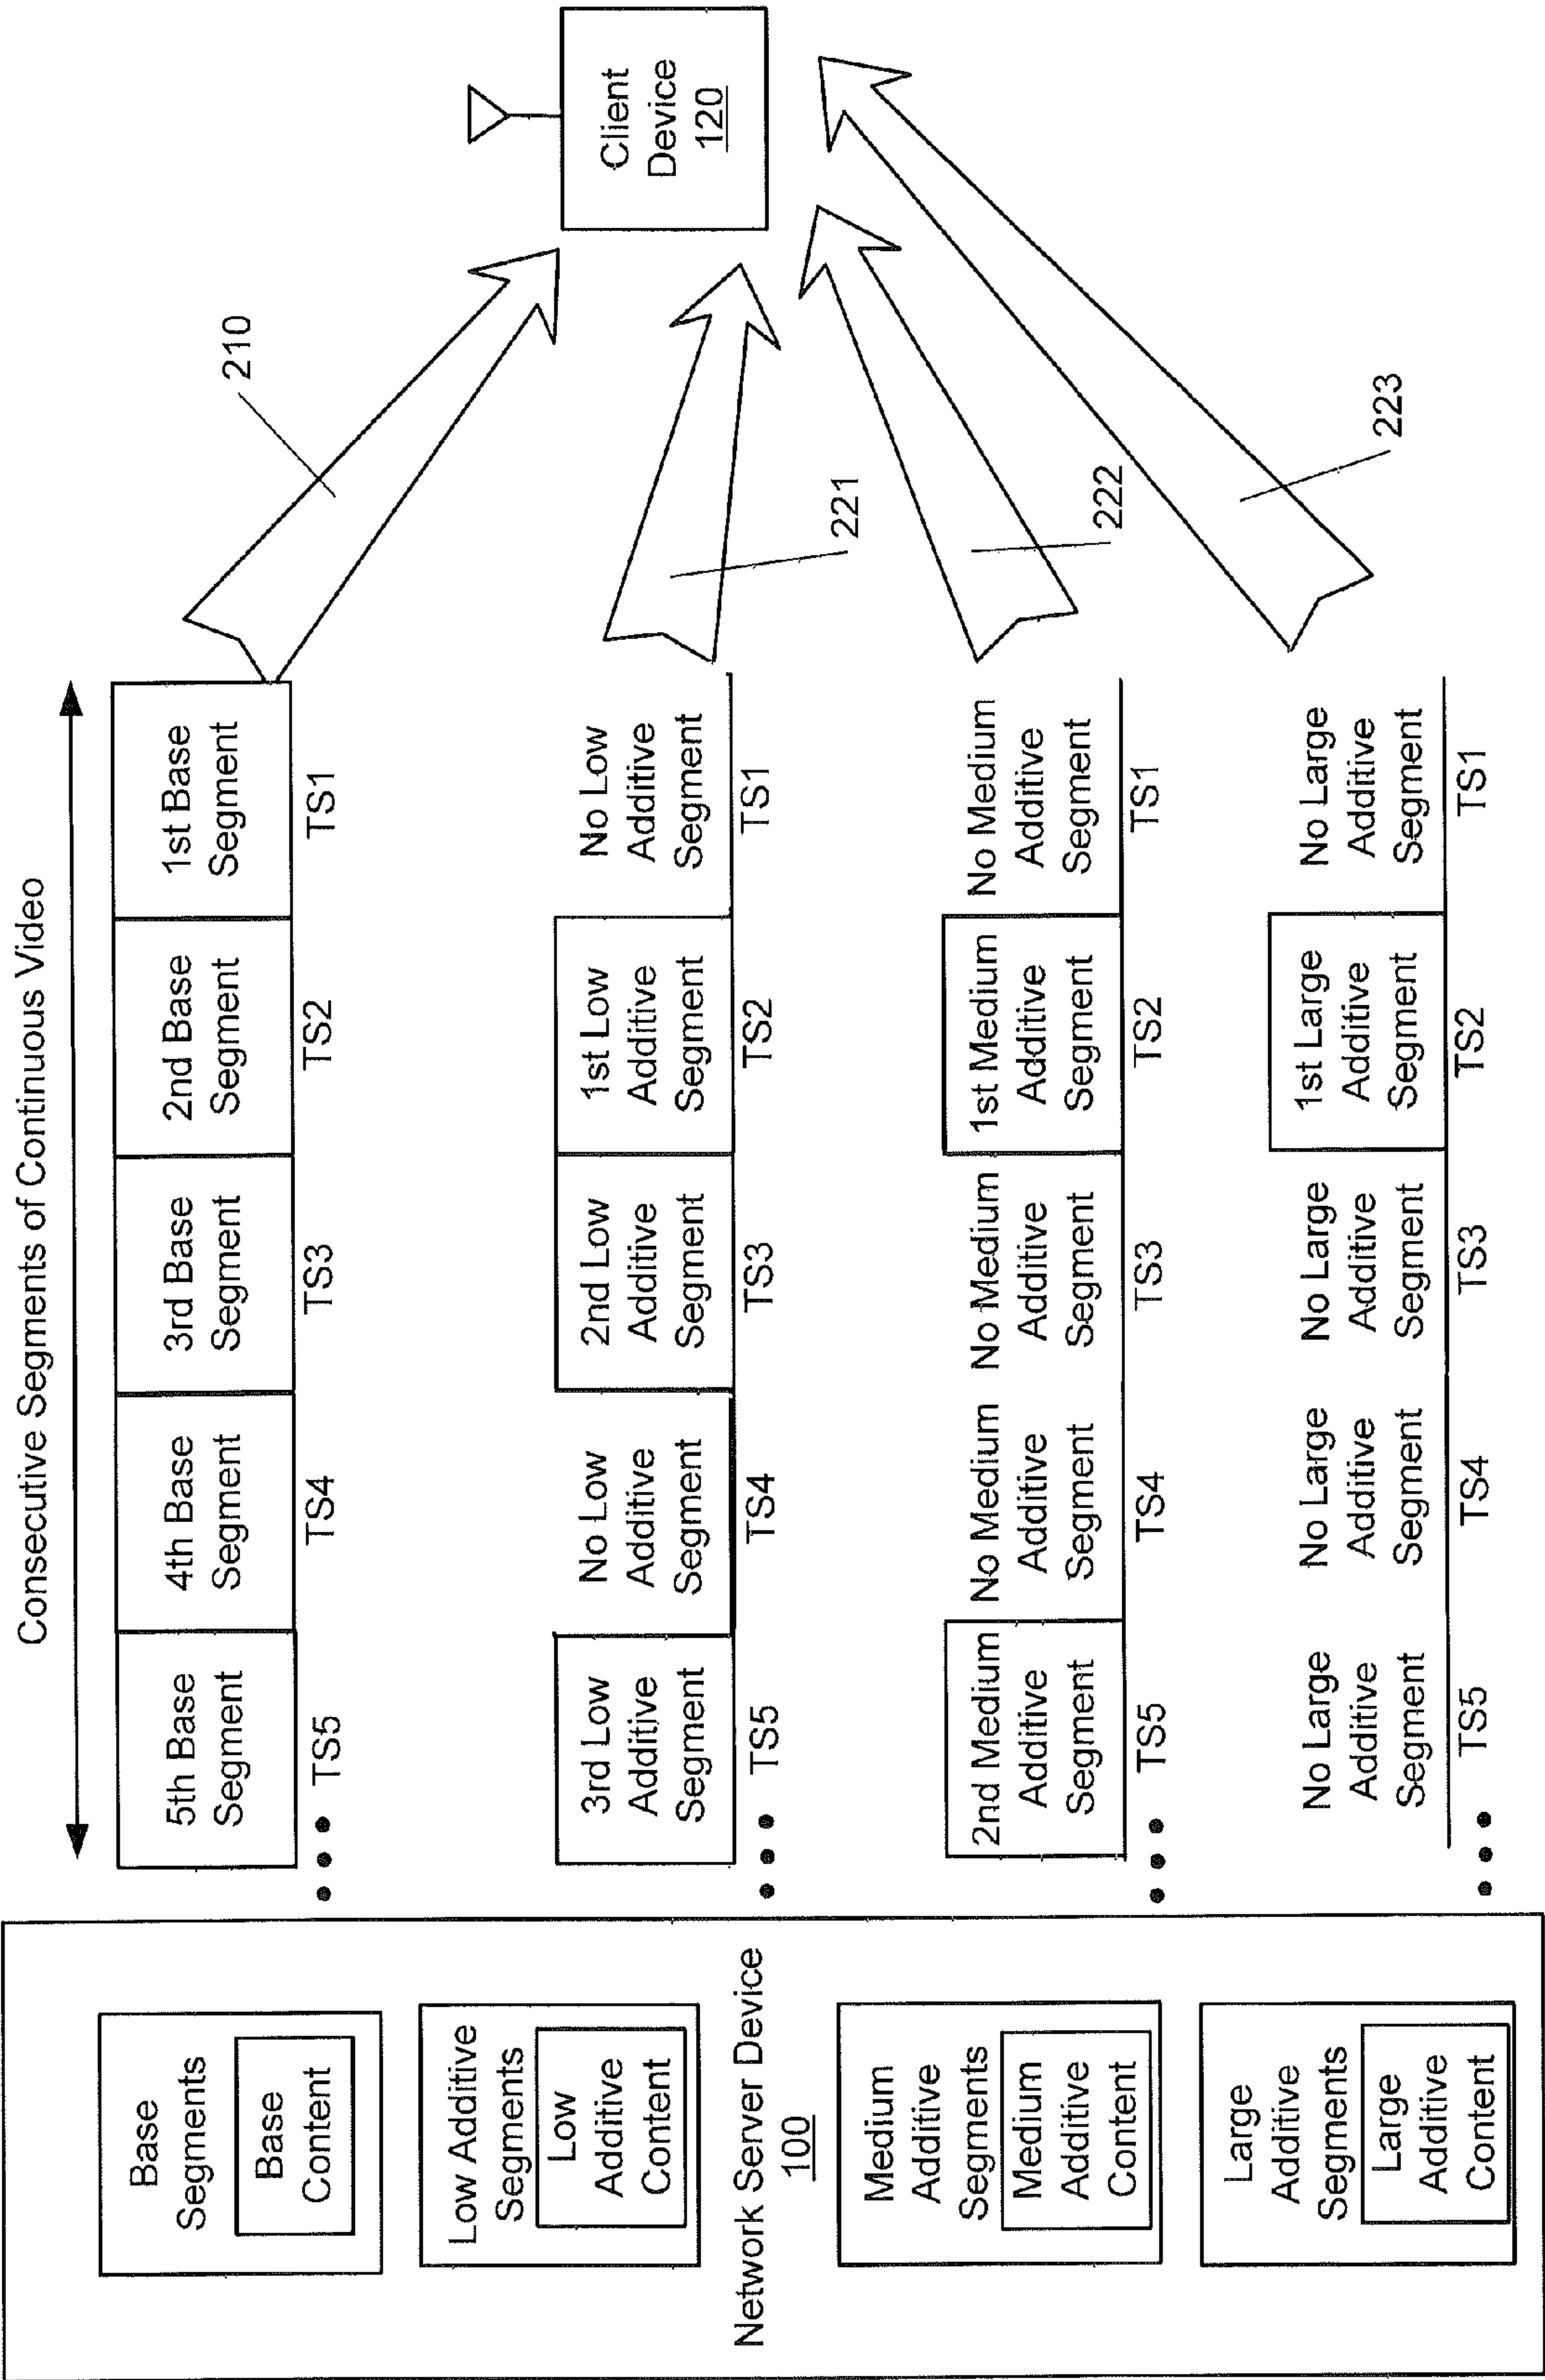 Consecutive Segments of Continuous Video
5th Base
Segment
4th Base
Segment
3rd Base
Segment
2nd Base
Segment
1st Base
Segment
TS5
TS4
TS3
TS2
TS1
3rd Low
Additive
Segment
No Low
Additive
Segment
2nd Low
Additive
Segment
1st Low
Additive
Segment
No Low
Additive
Segment
TS5
TS4
TS3
TS2
TS1
2nd Medium
Additive
Segment
No Medium
Additive
Segment
No Medium
Additive
Segment
1st Medium
Additive
Segment
No Medium
Additive
Segment
TS5
TS4
TS3
TS2
TS1
No Large
Additive
Segment
No Large
Additive
Segment
No Large
Additive
Segment
1st Large
Additive
Segment
No Large
Additive
Segment
TS5
TS4
TS3
TS2
TS1
Base
Segments
Base
Content
Low Additive
Segments
Low
Additive
Content
Network Server Device
100
Medium
Additive
Segments
Medium
Additive
Content
Large
Additive
Segments
Large
Additive
Content
210
221
222
223
Client
Device
120